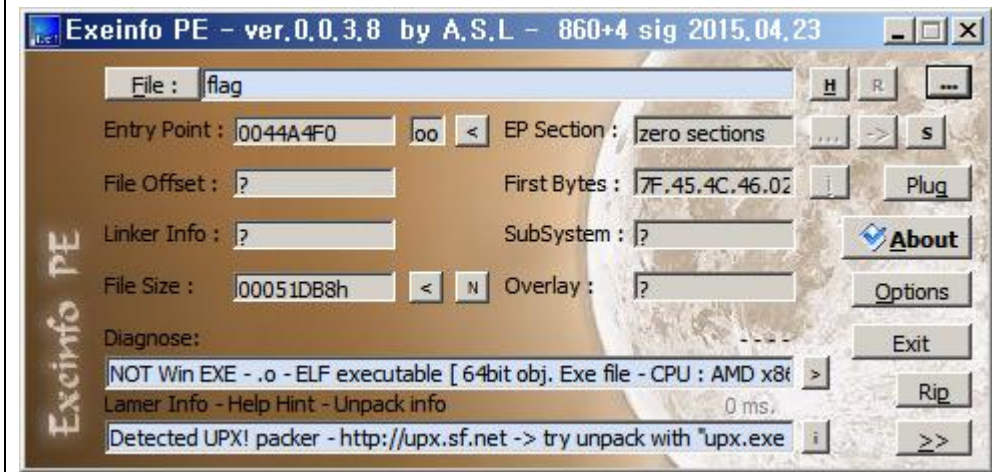 Exeinfo PE - ver.0.0.3.8 by A.S.L - 860+4 sig 2015.04.23
File : flag H R ...
Entry Point : 0044A4F0 oo < EP Section : zero sections ... -> s
File Offset : ? First Bytes : 7F.45.4C.46.02 Plug
Linker Info : ? SubSystem : ? About
File Size : 00051DB8h < N Overlay : ? Options
Diagnose: - - - - Exit
NOT Win EXE - .o - ELF executable [ 64bit obj. Exe file - CPU : AMD >
Lamer Info - Help Hint - Unpack info 0 ms. Rip
Detected UPX! packer - http://upx.sf.net -> try unpack with "upx.exe i >>
Exeinfo PE